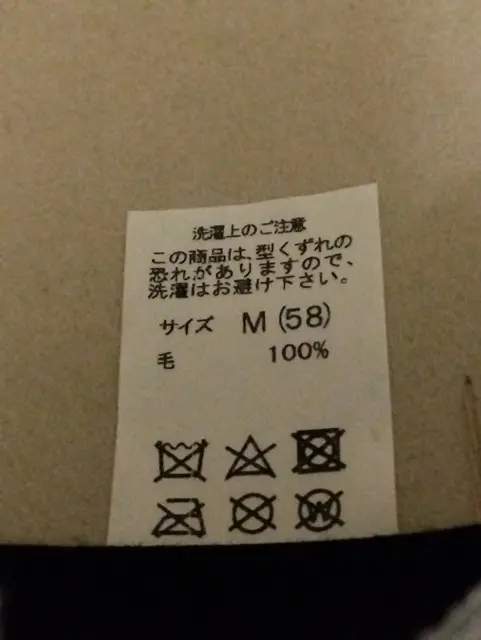 洗濯上のご注意
この商品は、型くずれの
恐れがありますので、
洗濯はお避け下さい。
サイズ M (58)
毛 100%
W